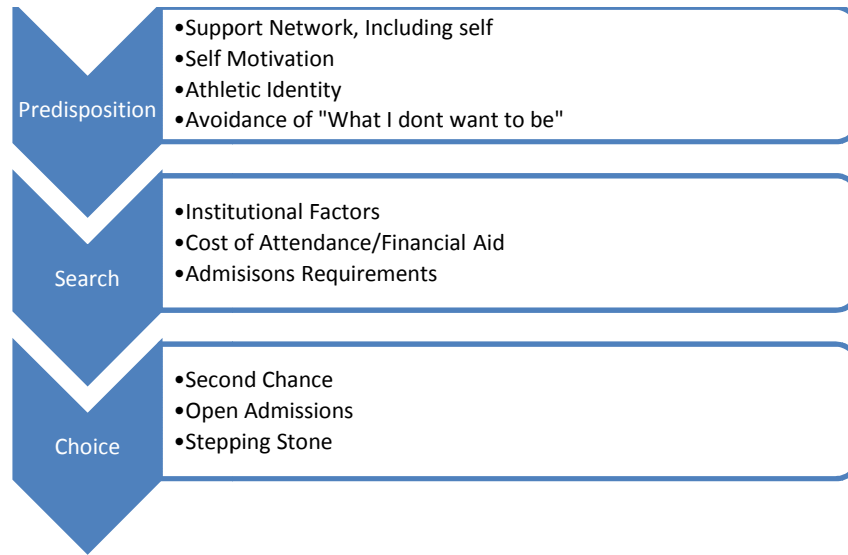 Predisposition
•Support Network, Including self
•Self Motivation
•Athletic Identity
•Avoidance of "What I dont want to be"
Search
•Institutional Factors
•Cost of Attendance/Financial Aid
•Admisisons Requirements
Choice
•Second Chance
•Open Admissions
•Stepping Stone